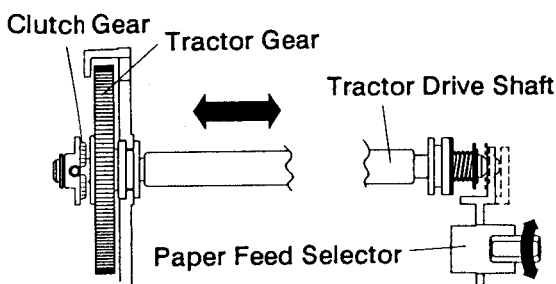 Clutch Gear
Tractor Gear
Tractor Drive Shaft
Paper Feed Selector